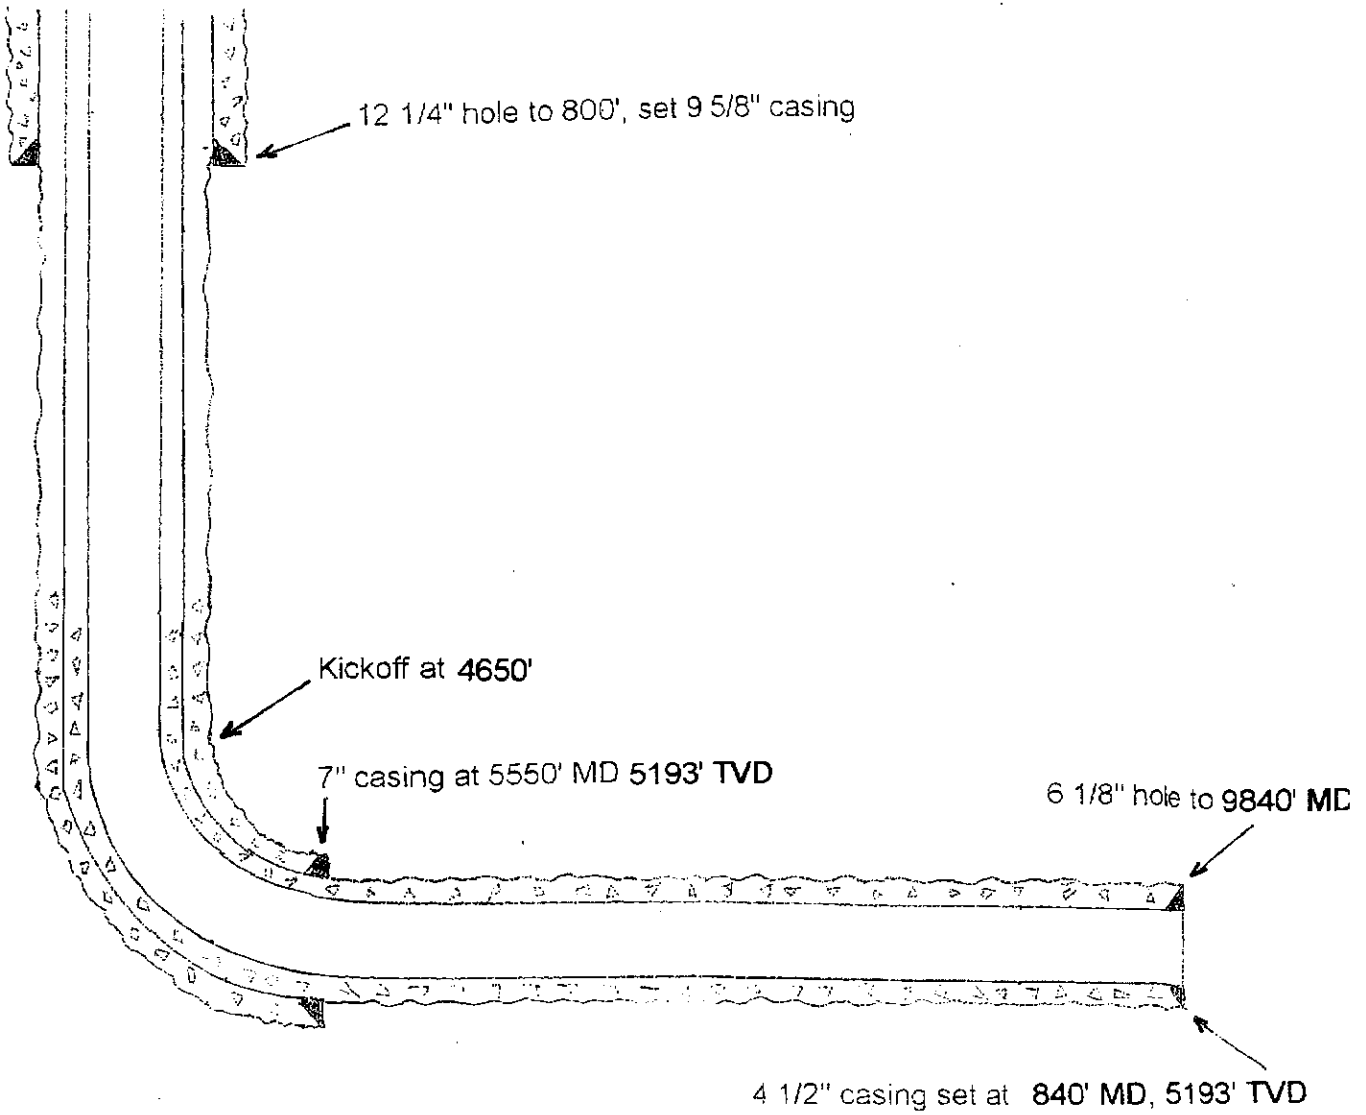 12 1/4" hole to 800', set 9 5/8" casing
Kickoff at 4650'
7" casing at 5550' MD 5193' TVD
6 1/8" hole to 9840' MD
4 1/2" casing set at 840' MD, 5193' TVD